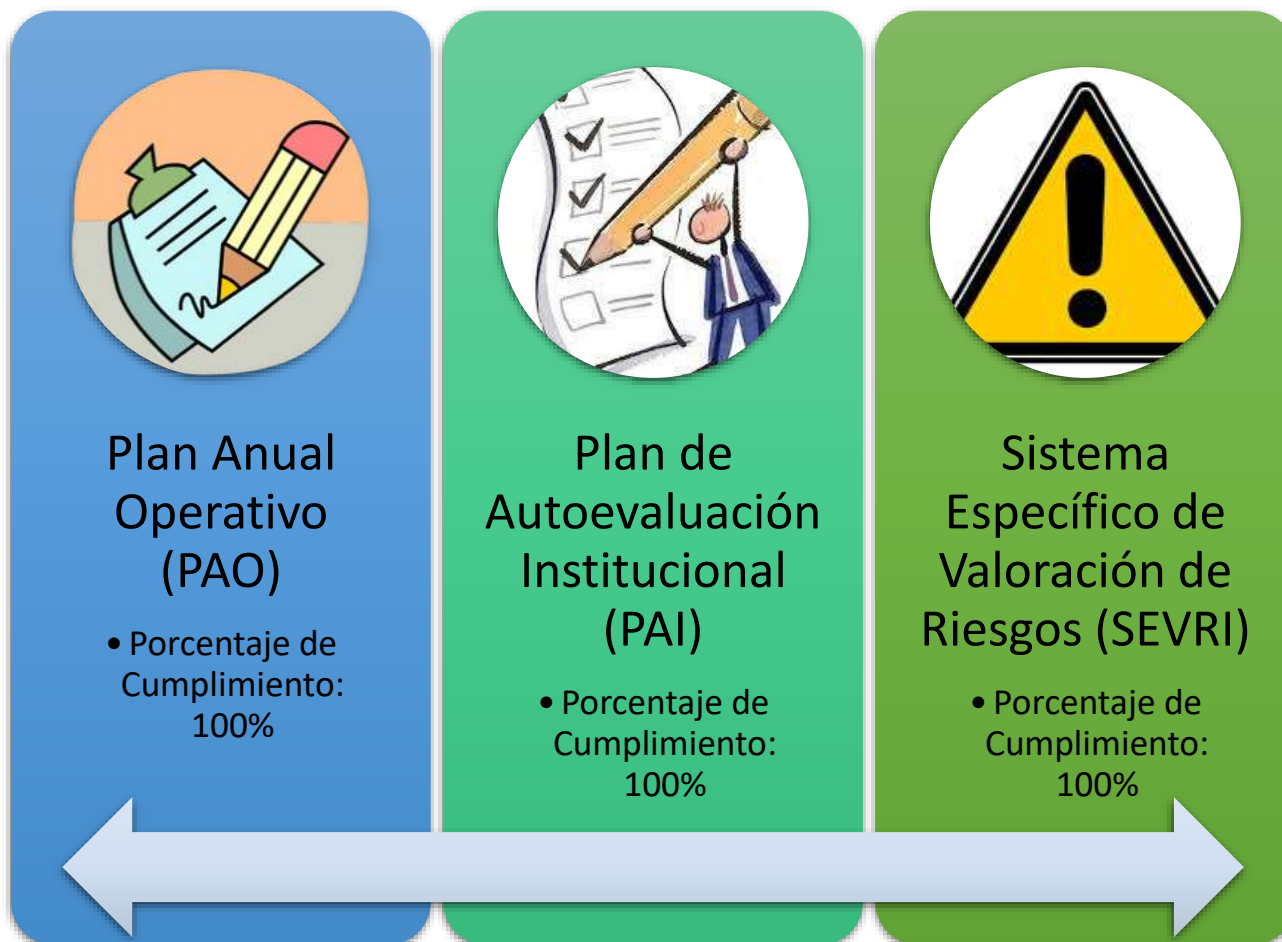 Plan Anual
Operativo
(PAO)
• Porcentaje de
Cumplimiento:
100%
Plan de
Autoevaluación
Institucional
(PAI)
• Porcentaje de
Cumplimiento:
100%
Sistema
Específico de
Valoración de
Riesgos (SEVRI)
• Porcentaje de
Cumplimiento:
100%